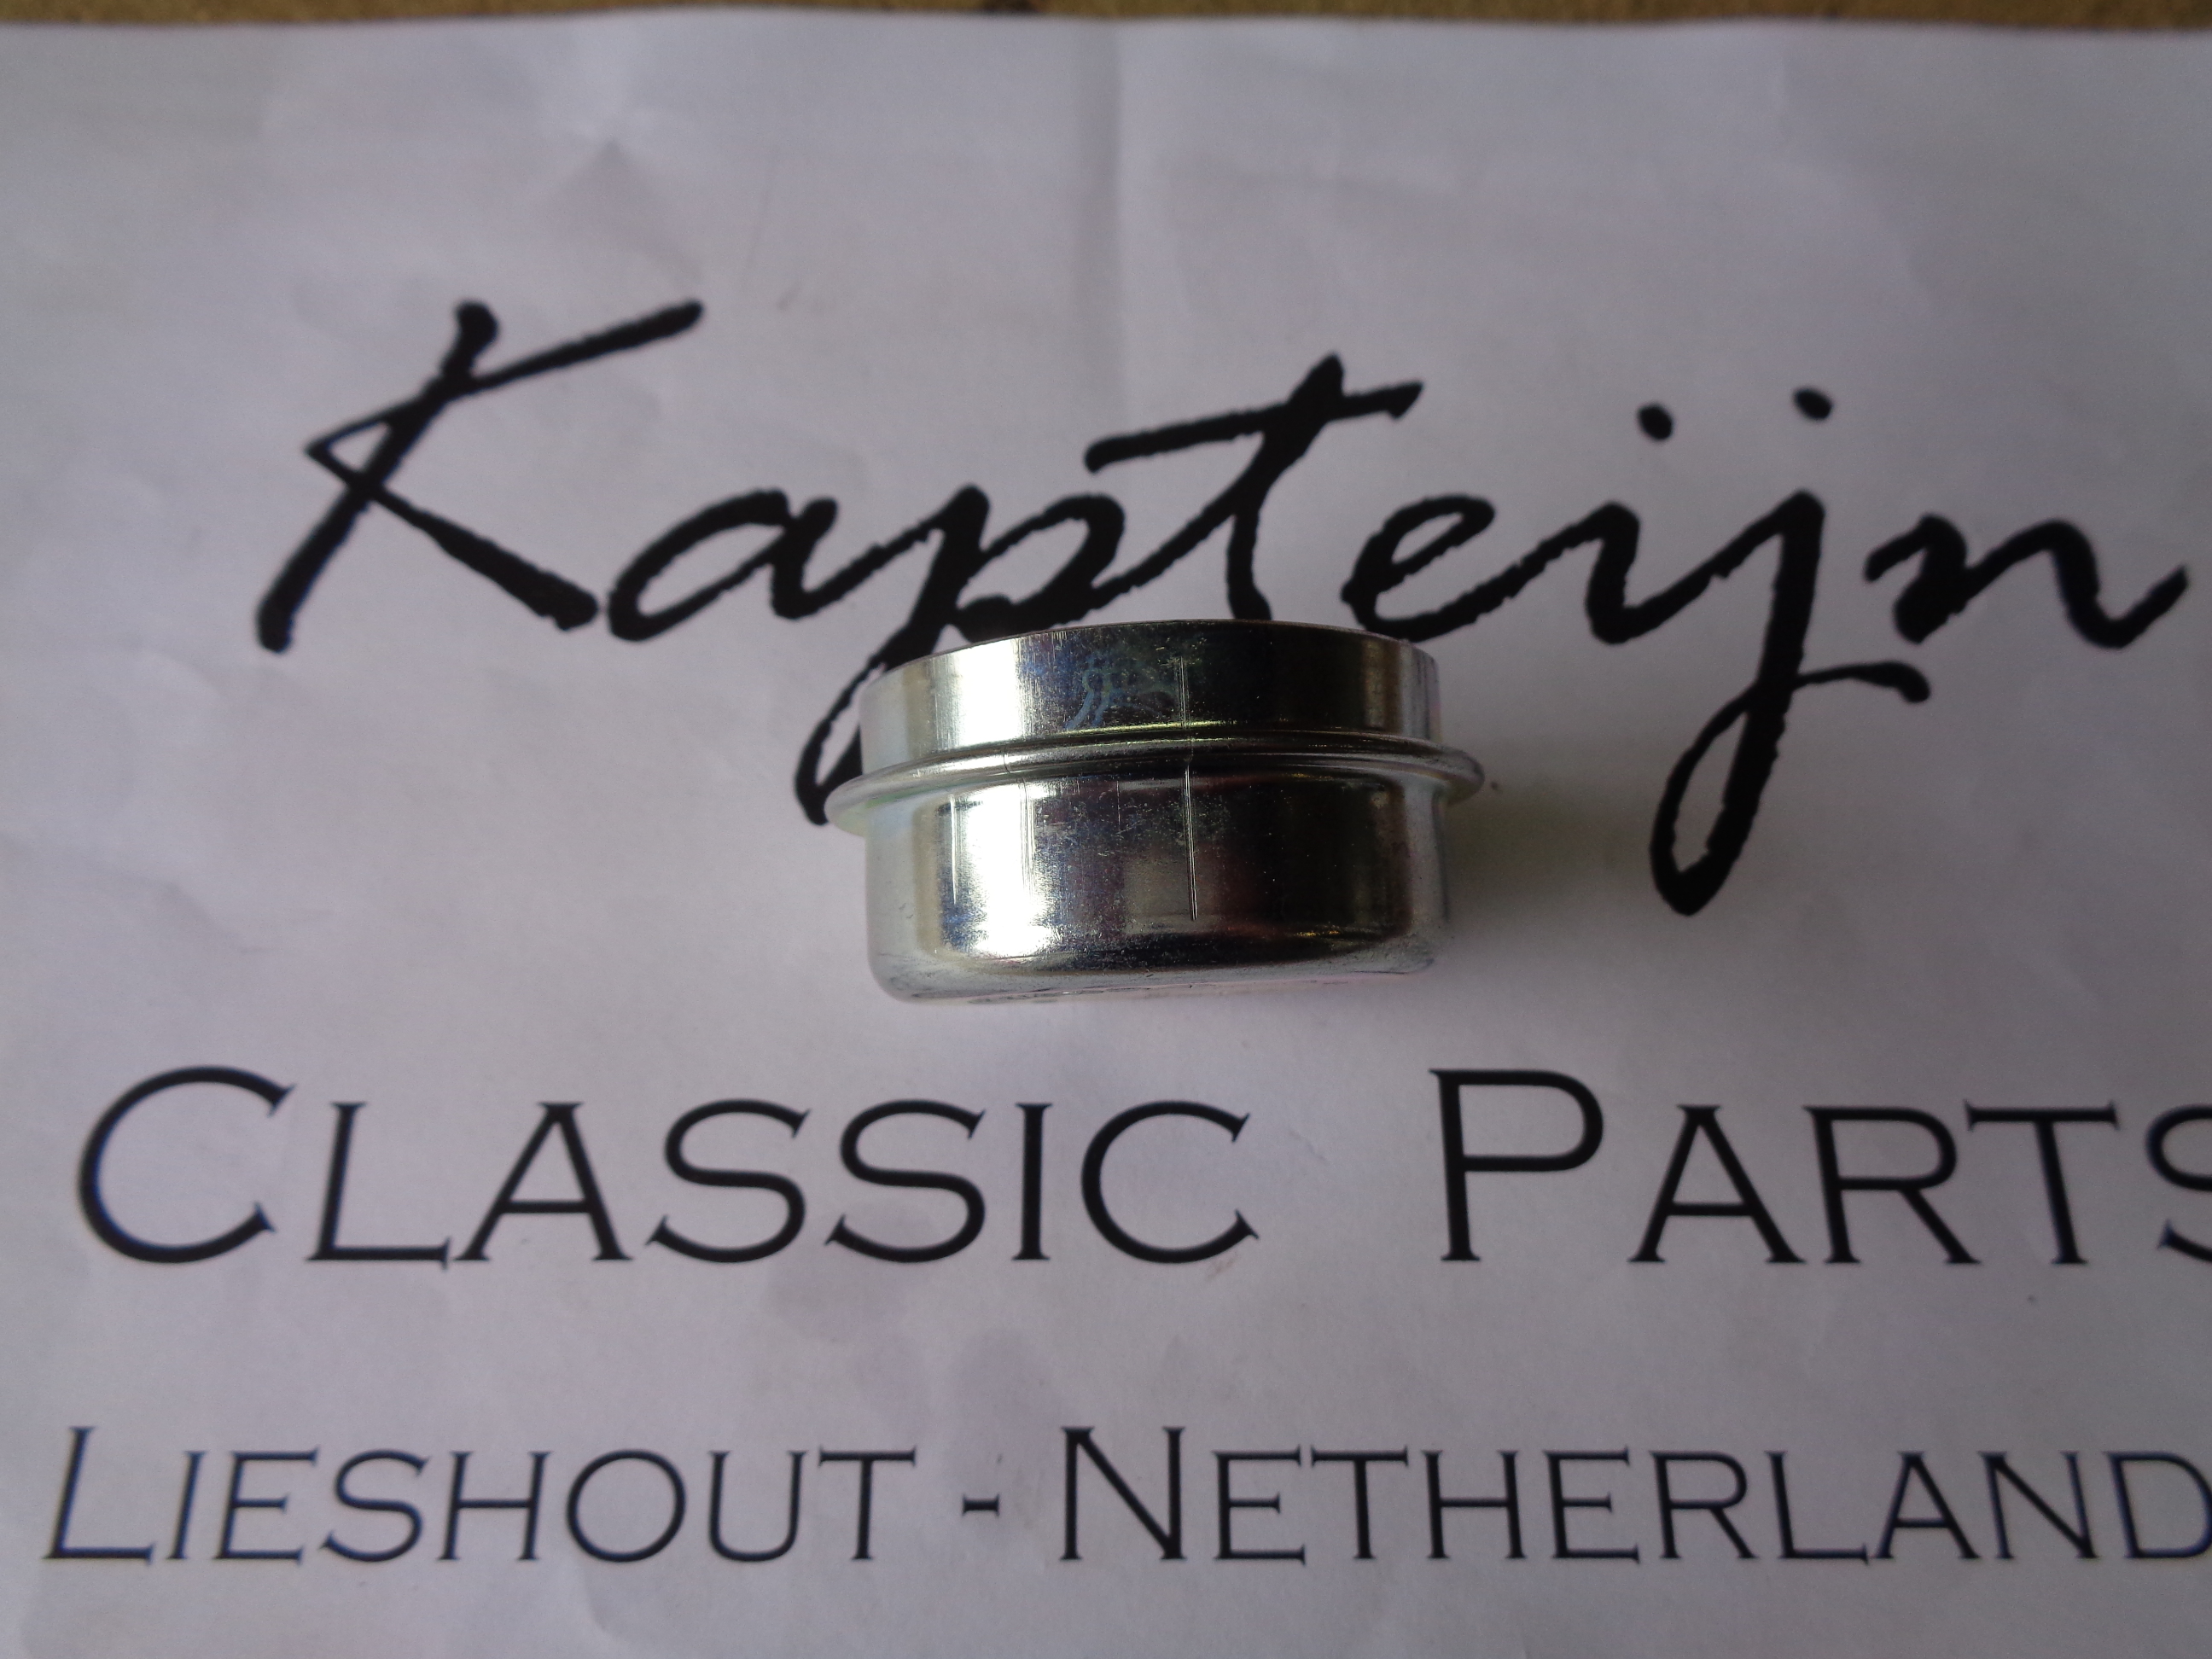 Kapteijn
CLASSIC PARTS
LIESHOUT - NETHERLAND